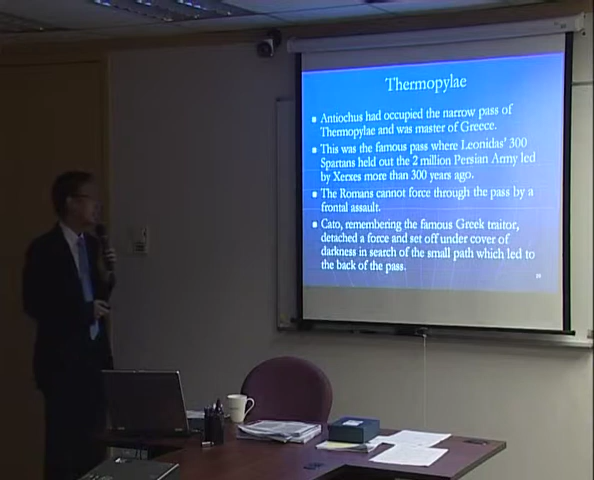 Thermopylae
Antiochus had occupied the narrow pass of
Thermopylae and was master of Greece.
This was the famous pass where Leonidas' 300
Spartans held out the 2 million Persian Army led
by Xerxes more than 300 years ago.
The Romans cannot force through the pass by a
frontal assault.
Cato, remembering the famous Greek traitor,
detached a force and set off under cover of
darkness in search of the small path which led to
the back of the pass.